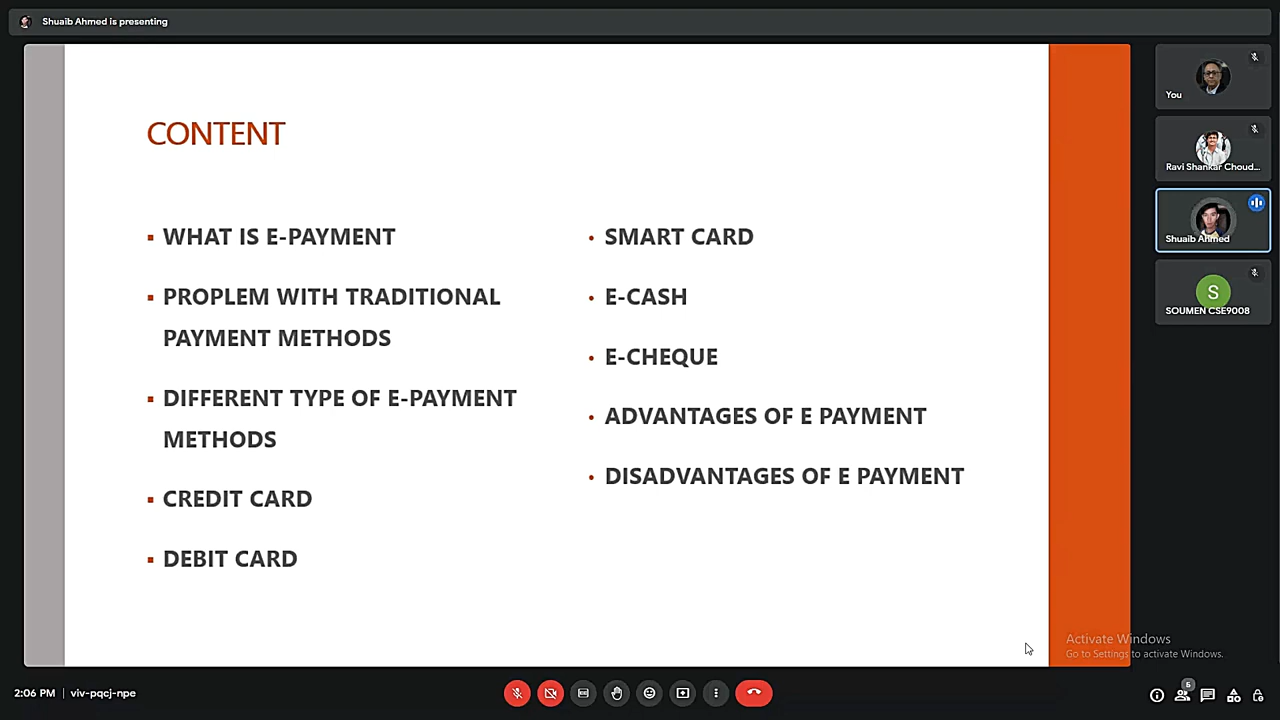 Shuaib Ahmed is presenting
CONTENT
WHAT IS E-PAYMENT
PROPLEM WITH TRADITIONAL
PAYMENT METHODS
DIFFERENT TYPE OF E-PAYMENT
METHODS
CREDIT CARD
DEBIT CARD
SMART CARD
E-CASH
E-CHEQUE
ADVANTAGES OF E PAYMENT
DISADVANTAGES OF E PAYMENT
You
Ravi Shankar Choud...
Shuaib Ahmed
S
SOUMEN CSE9008
Activate Windows
Go to Settings to activate Windows.
2:06 PM | viv-pqcj-npe
6